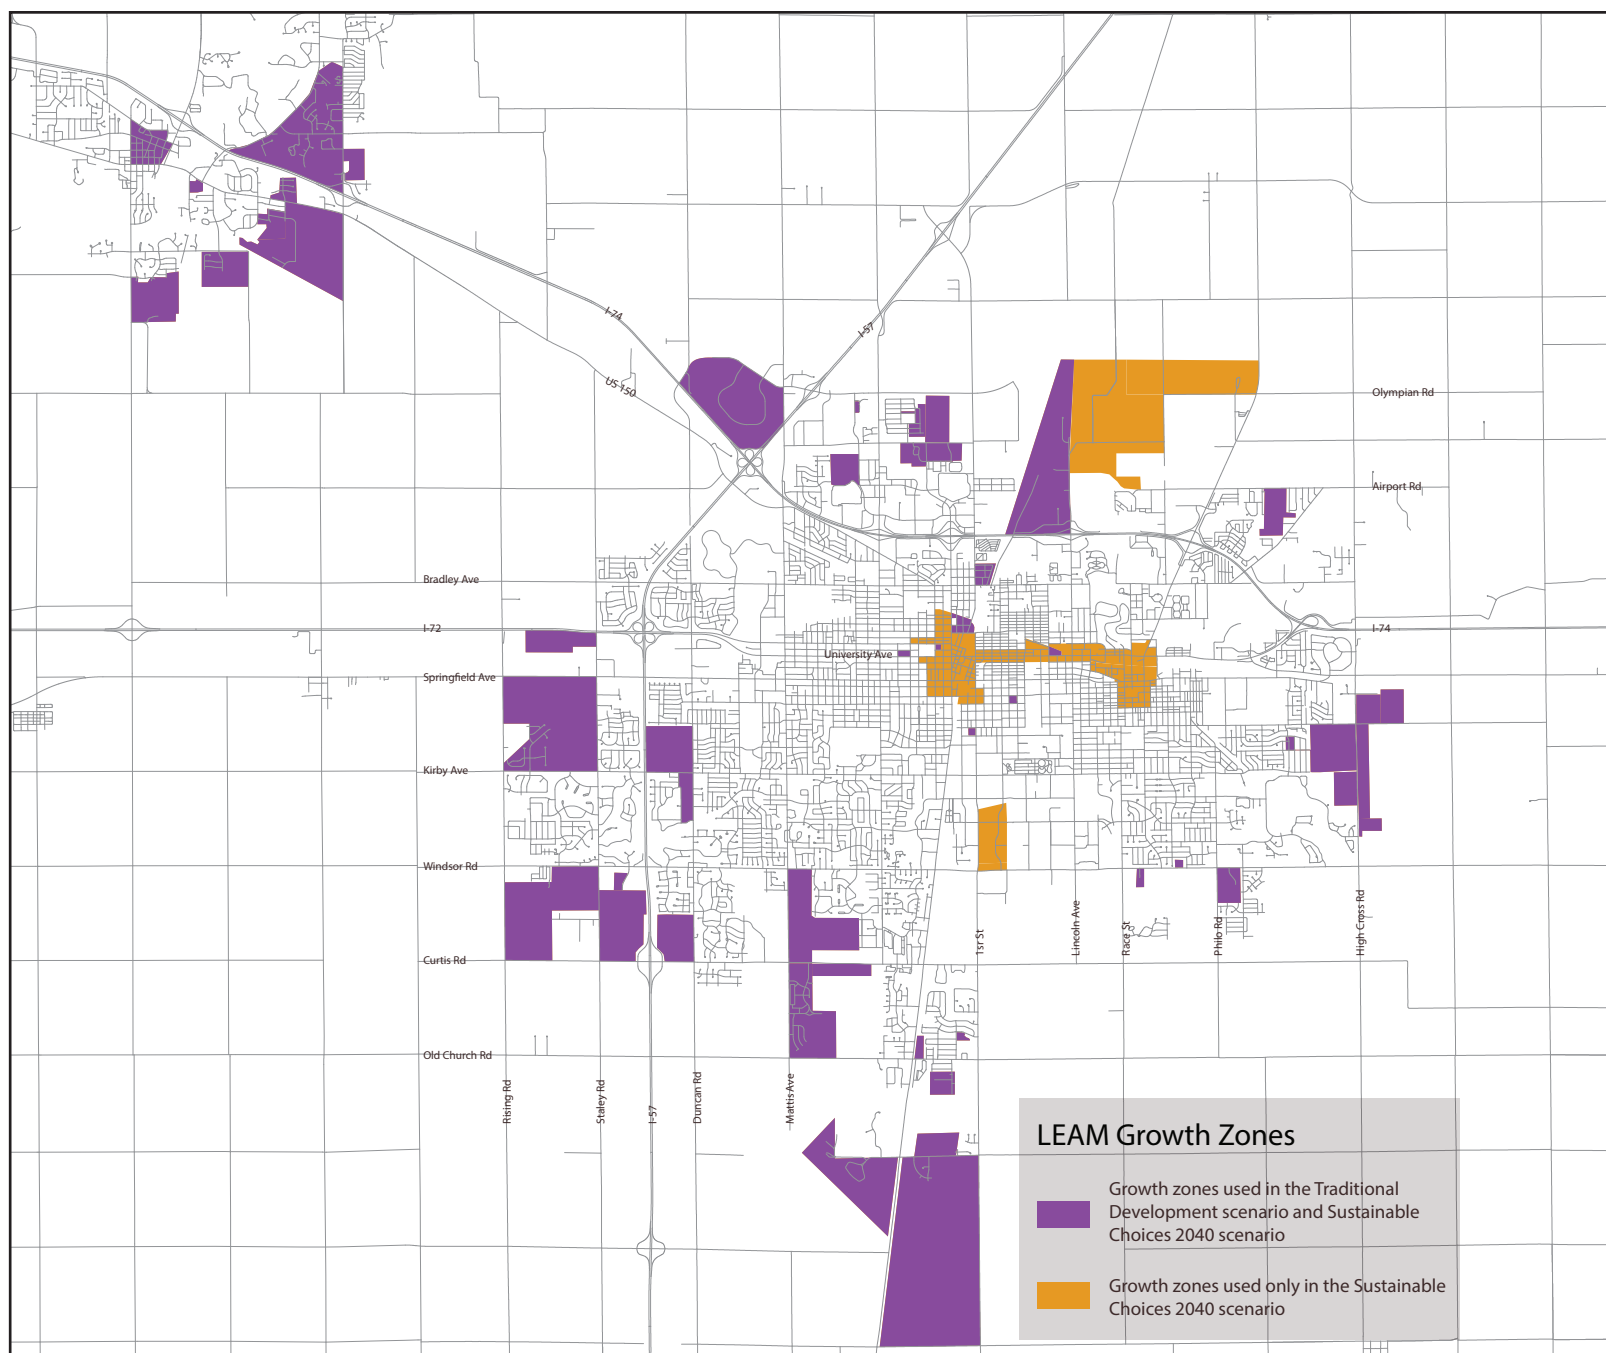 I-74
I-57
US 150
Olympian Rd
Airport Rd
Bradley Ave
I-72
I-74
University Ave
Springfield Ave
Kirby Ave
Windsor Rd
Curtis Rd
1sr St
Lincoln Ave
Race St
Philo Rd
High Cross Rd
Old Church Rd
Rising Rd
Staley Rd
I-57
Duncan Rd
Mattis Ave
LEAM Growth Zones
Growth zones used in the Traditional
Development scenario and Sustainable
Choices 2040 scenario
Growth zones used only in the Sustainable
Choices 2040 scenario